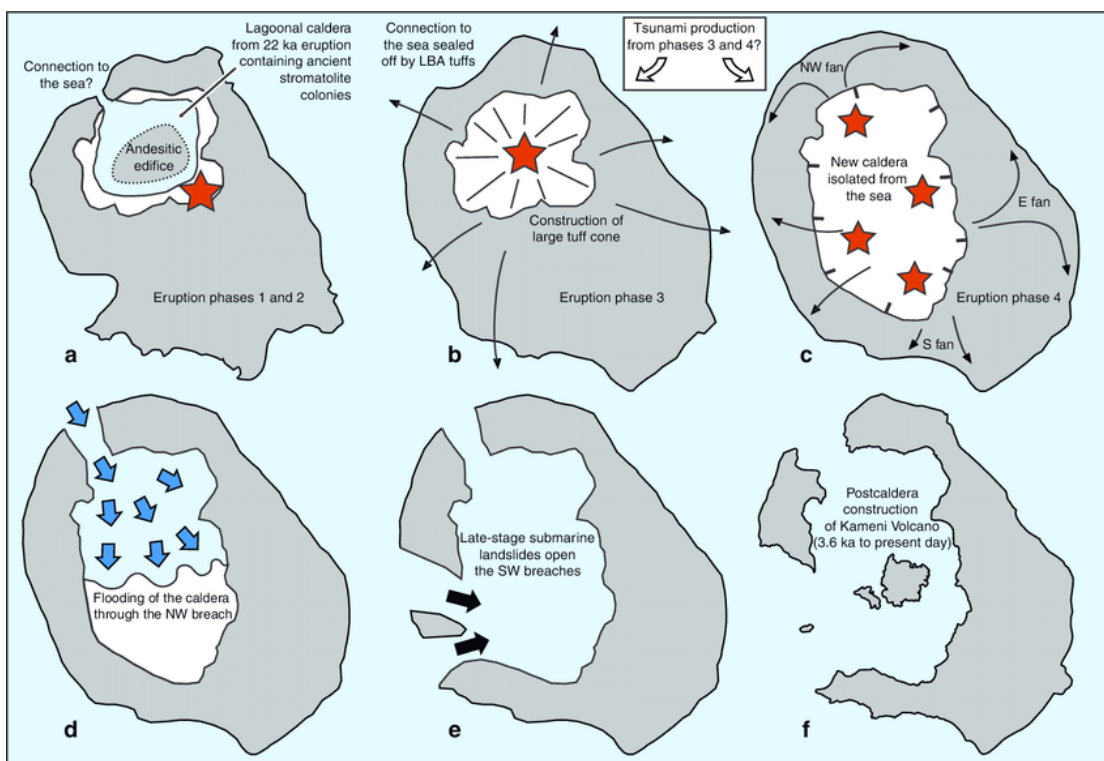 Lagoonal caldera
from 22 ka eruption
containing ancient
stromatolite
colonies
Connection to
the sea?
Andesitic
edifice
Eruption phases 1 and 2
a
Connection to
the sea sealed
off by LBA tuffs
Construction of
large tuff cone
Eruption phase 3
b
Tsunami production
from phases 3 and 4?
NW fan
New caldera
isolated from
the sea
E fan
Eruption phase 4
S fan
c
Flooding of the caldera
through the NW breach
d
Late-stage submarine
landslides open
the SW breaches
e
Postcaldera
construction
of Kameni Volcano
(3.6 ka to present day)
f